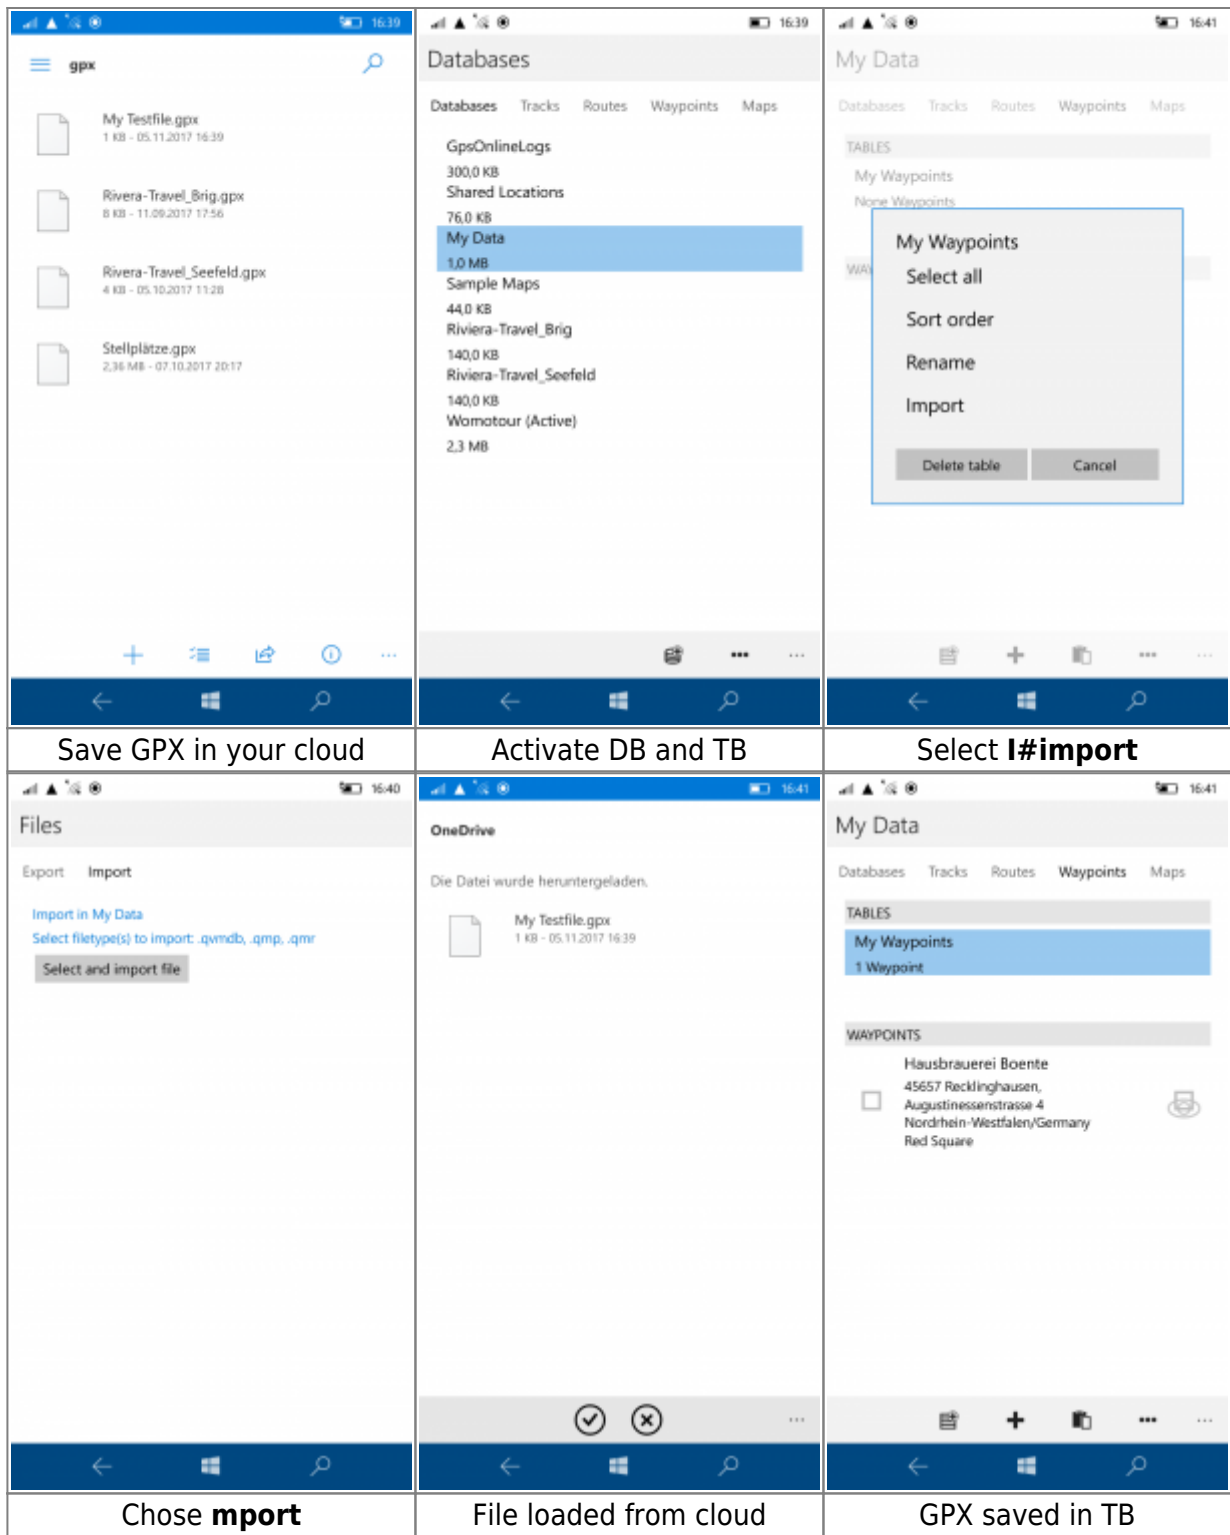 16:39
gpx
My Testfile.gpx
1 KB - 05.11.2017 16:39
Rivera-Travel_Brig.gpx
8 KB - 11.09.2017 17:56
Rivera-Travel_Seefeld.gpx
4 KB - 05.10.2017 11:28
Stellplätze.gpx
2,36 MB - 07.10.2017 20:17
...
Save GPX in your cloud
16:39
Databases
Databases Tracks Routes Waypoints Maps
GpsOnlineLogs
300,0 KB
Shared Locations
76,0 KB
My Data
1,0 MB
Sample Maps
44,0 KB
Riviera-Travel_Brig
140,0 KB
Riviera-Travel_Seefeld
140,0 KB
Womotour (Active)
2,3 MB
...
Activate DB and TB
16:41
My Data
Databases Tracks Routes Waypoints Maps
TABLES
My Waypoints
None Waypoints
WAY
My Waypoints
Select all
Sort order
Rename
Import
Delete table Cancel
...
Select I#import
16:40
Files
Export Import
Import in My Data
Select filetype(s) to import: .qvmdb, .qmp, .qmr
Select and import file
Chose mport
16:41
OneDrive
Die Datei wurde heruntergeladen.
My Testfile.gpx
1 KB - 05.11.2017 16:39
...
File loaded from cloud
16:41
My Data
Databases Tracks Routes Waypoints Maps
TABLES
My Waypoints
1 Waypoint
WAYPOINTS
Hausbrauerei Boente
45657 Recklinghausen,
Augustinessenstrasse 4
Nordrhein-Westfalen/Germany
Red Square
...
GPX saved in TB